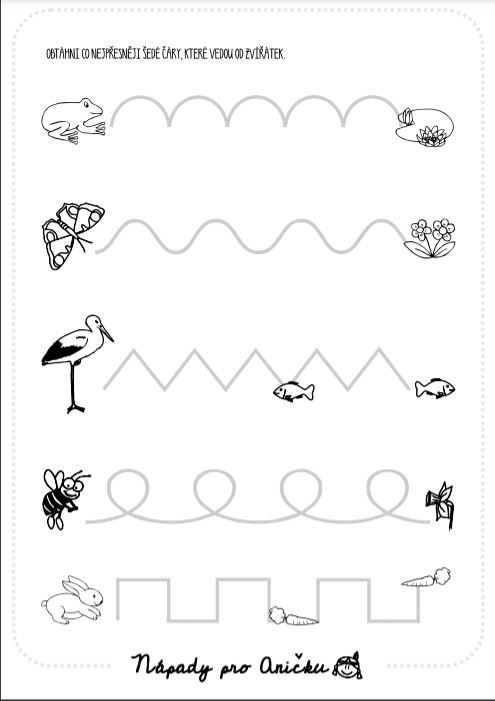 OBTÁHNI CO NEJPŘESNĚJI ŠEDÉ ČÁRY, KTERÉ VEDOU OD ZVÍŘÁTEK.
Nápady pro Aničku